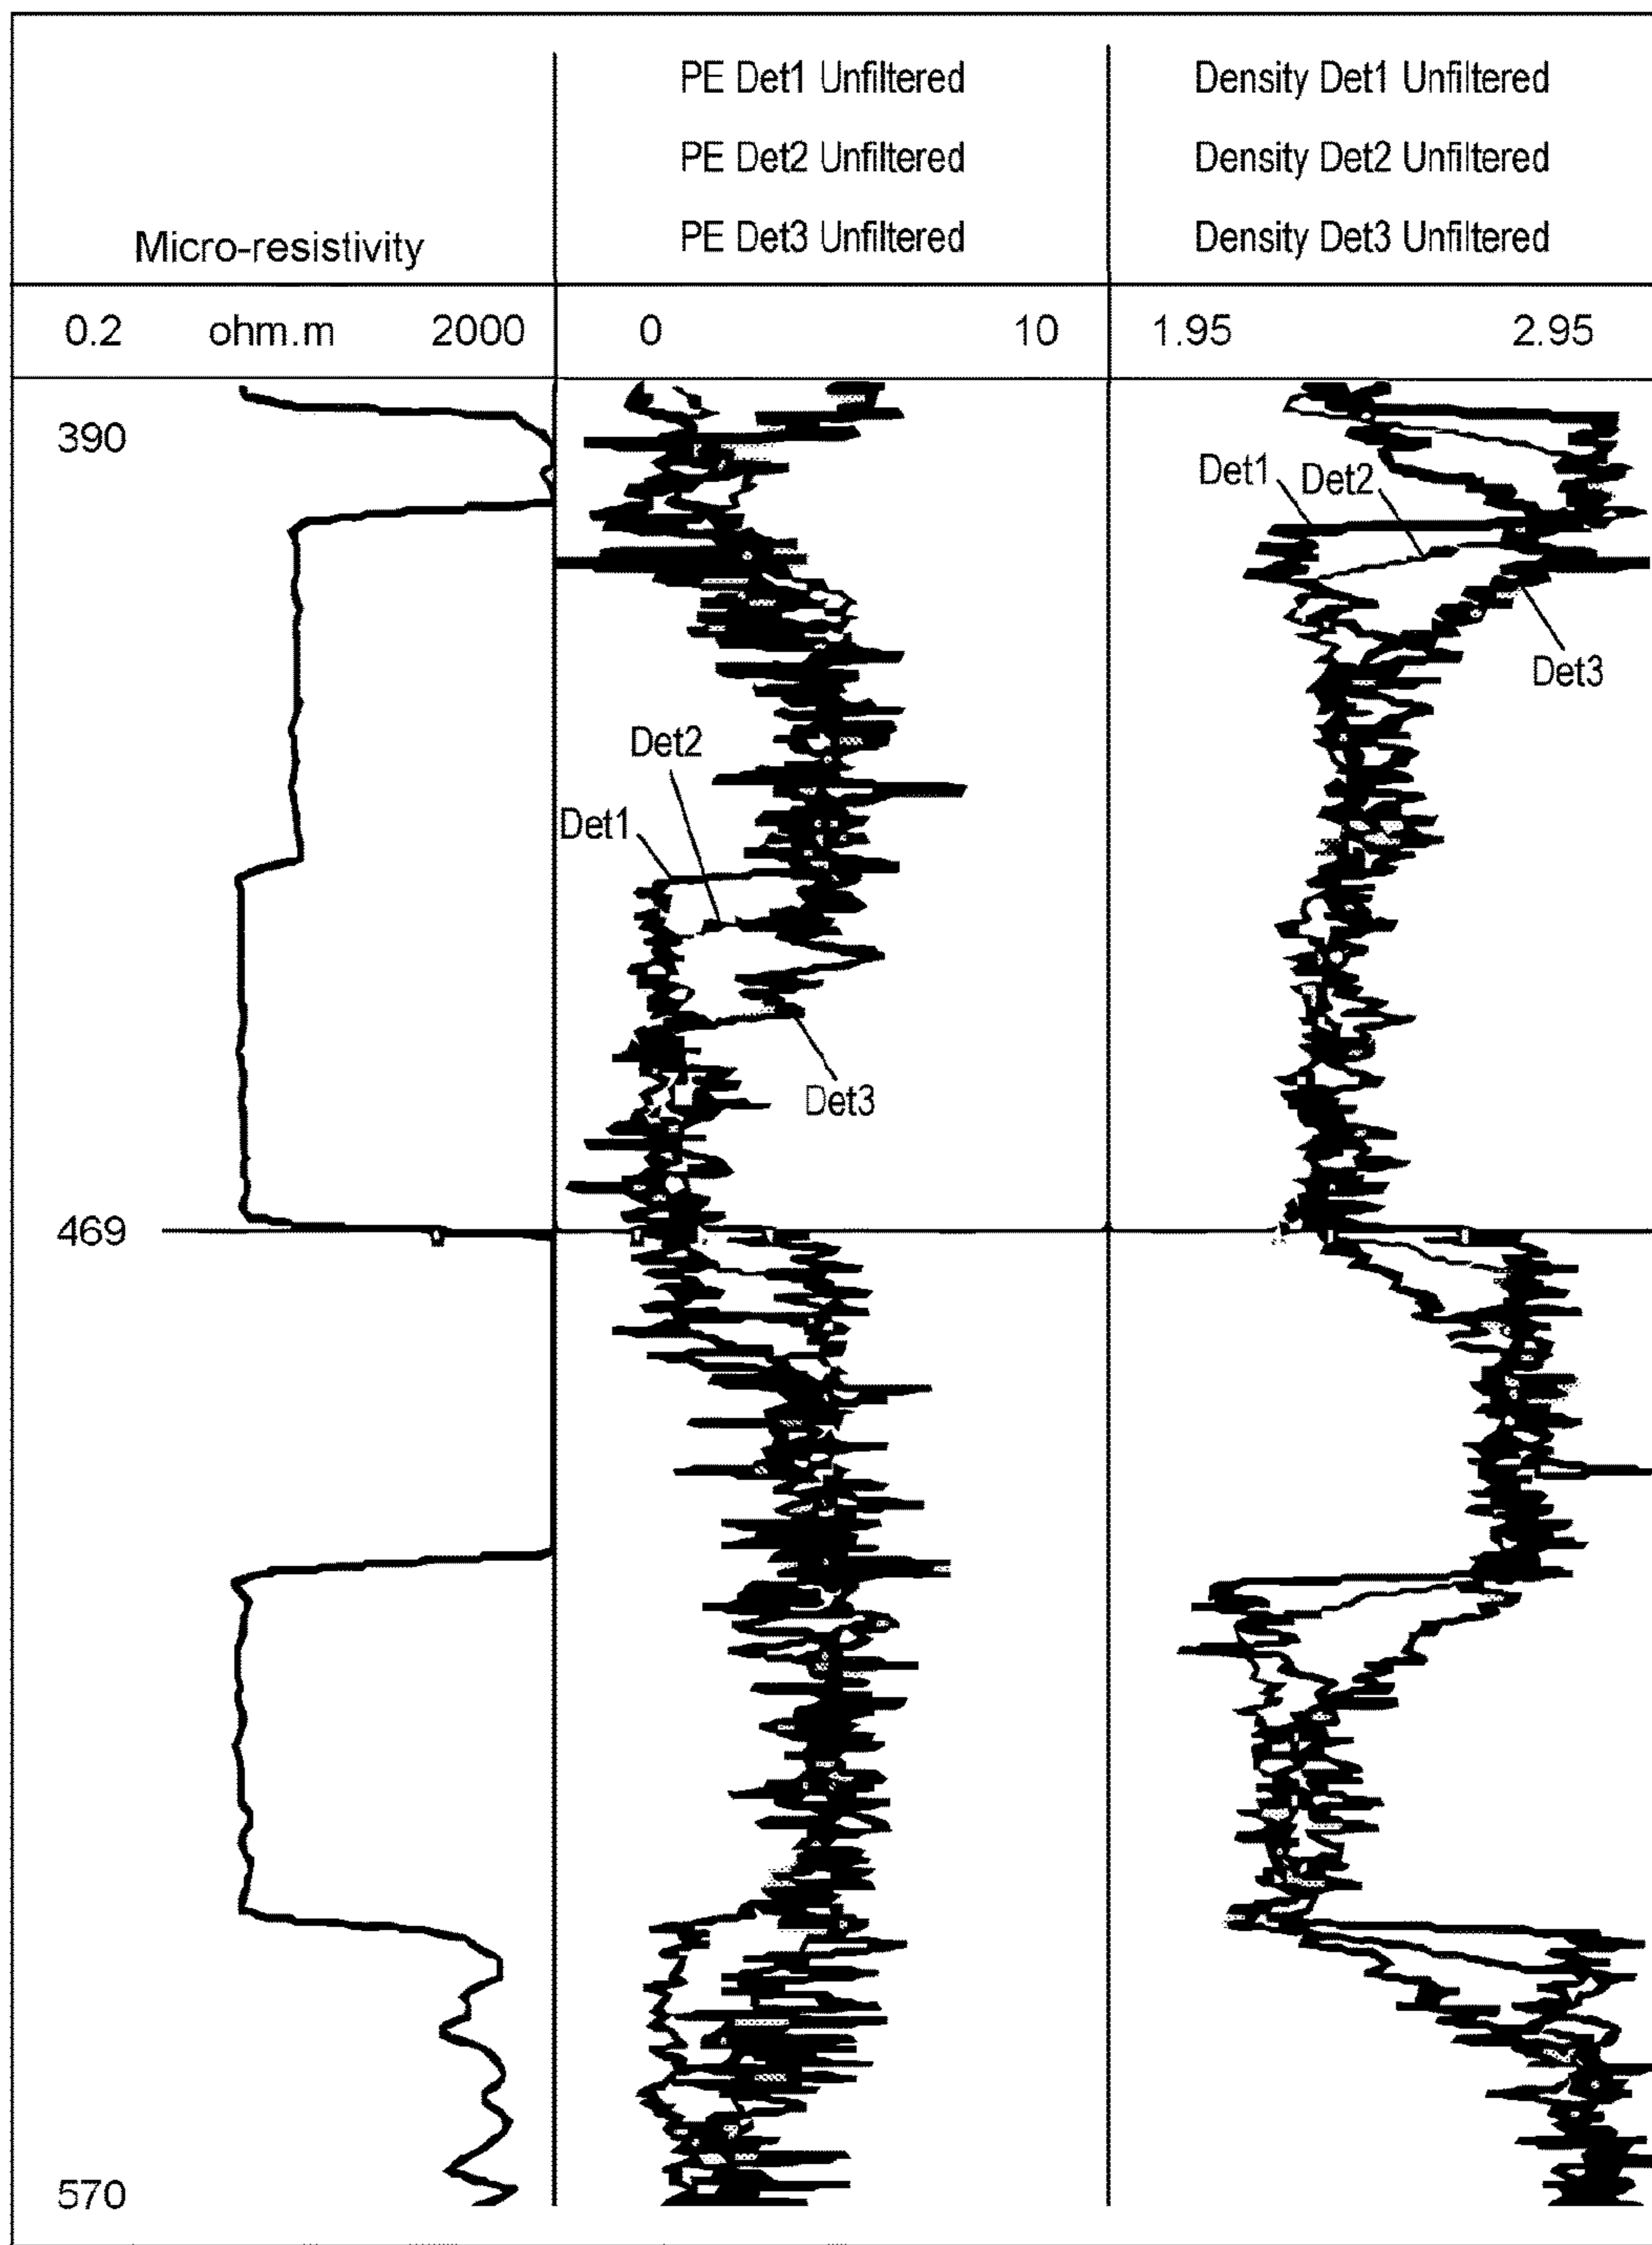 PE Det1 Unfiltered
Density Det1 Unfiltered
PE Det2 Unfiltered
Density Det2 Unfiltered
Micro-resistivity
PE Det3 Unfiltered
Density Det3 Unfiltered
0.2 ohm.m 2000
0 10
1.95 2.95
390
Det1
Det2
Det3
Det2
Det1
Det3
469
570